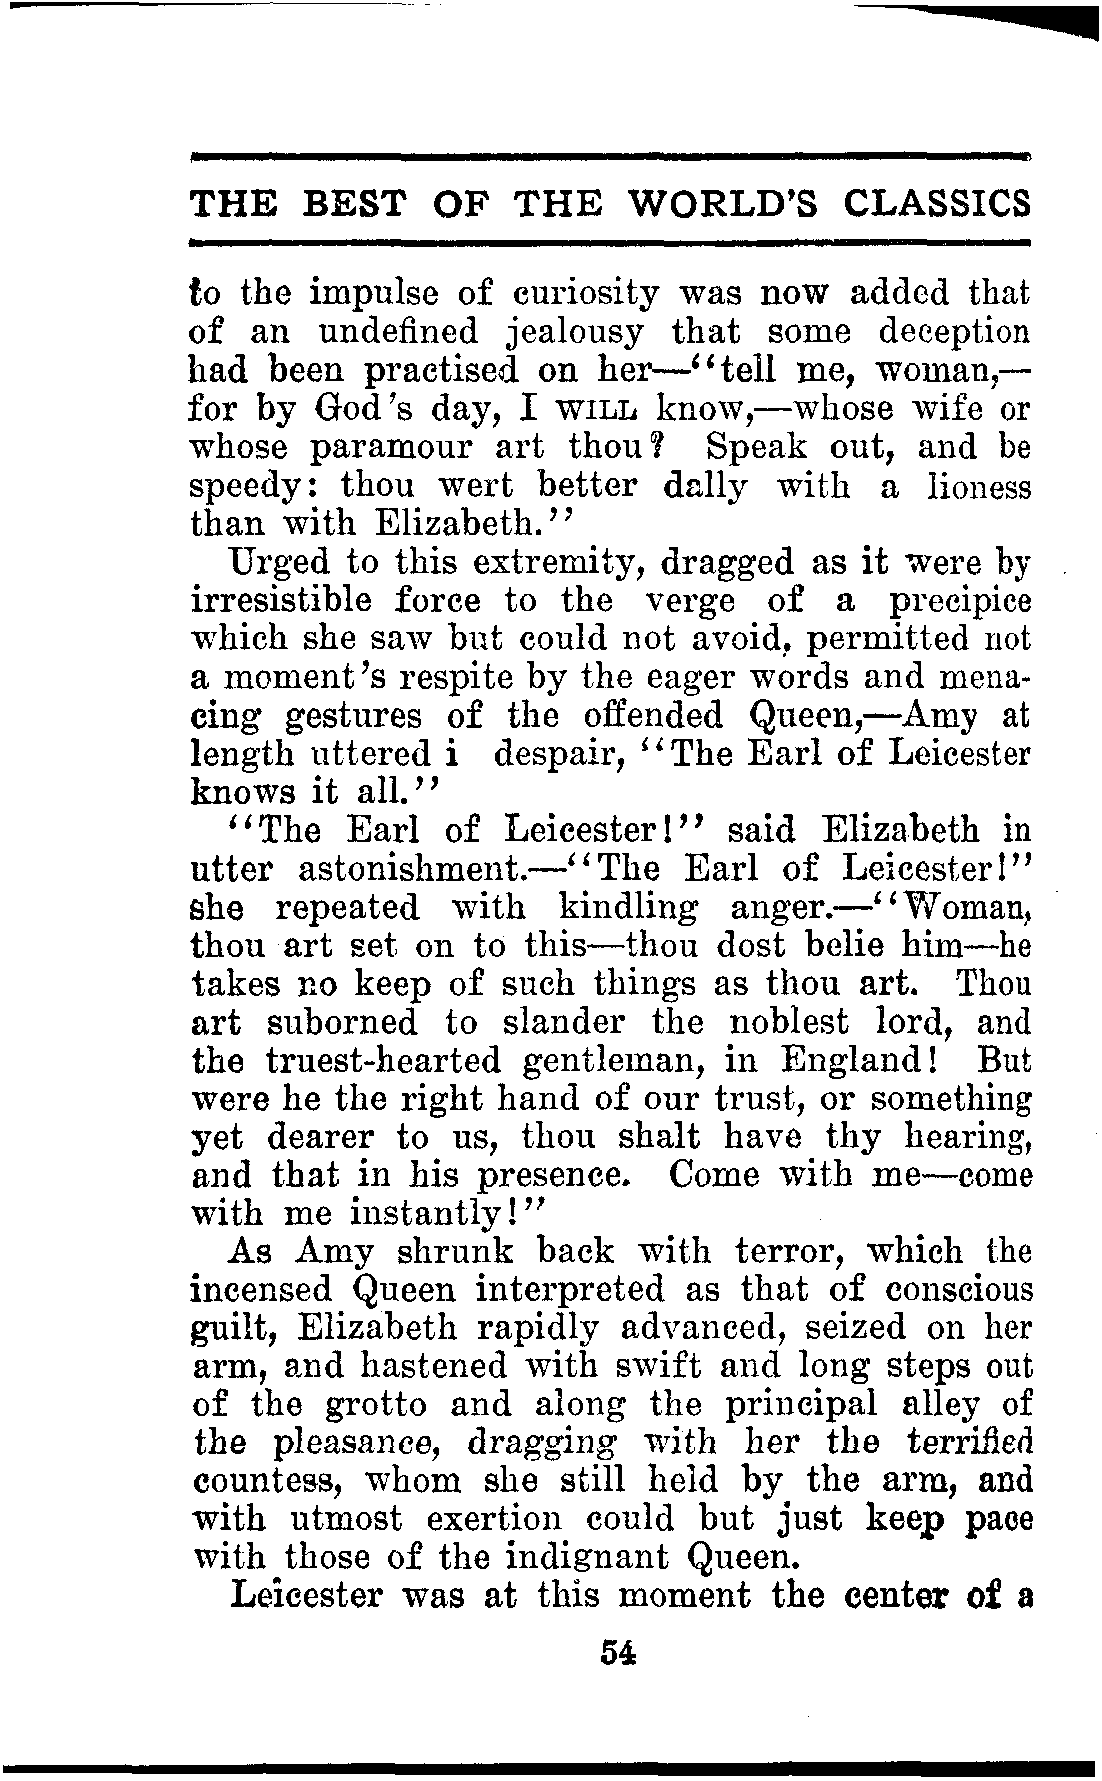 THE BEST OF THE WORLD'S CLASSICS
to the impulse of curiosity was now added that
of an undefined jealousy that some deception
had been practised on her—"tell me, woman,—
for by God's day, I WILL know,—whose wife or
whose paramour art thou? Speak out, and be
speedy: thou wert better dally with a lioness
than with Elizabeth."
Urged to this extremity, dragged as it were by
irresistible force to the verge of a precipice
which she saw but could not avoid, permitted not
a moment's respite by the eager words and mena-
cing gestures of the offended Queen,—Amy at
length uttered i despair, "The Earl of Leicester
knows it all."
"The Earl of Leicester!" said Elizabeth in
utter astonishment.—"The Earl of Leicester!"
she repeated with kindling anger.—"Woman,
thou art set on to this—thou dost belie him—he
takes no keep of such things as thou art. Thou
art suborned to slander the noblest lord, and
the truest-hearted gentleman, in England! But
were he the right hand of our trust, or something
yet dearer to us, thou shalt have thy hearing,
and that in his presence. Come with me—come
with me instantly!"
As Amy shrunk back with terror, which the
incensed Queen interpreted as that of conscious
guilt, Elizabeth rapidly advanced, seized on her
arm, and hastened with swift and long steps out
of the grotto and along the principal alley of
the pleasance, dragging with her the terrified
countess, whom she still held by the arm, and
with utmost exertion could but just keep pace
with those of the indignant Queen.
Leicester was at this moment the center of a
54